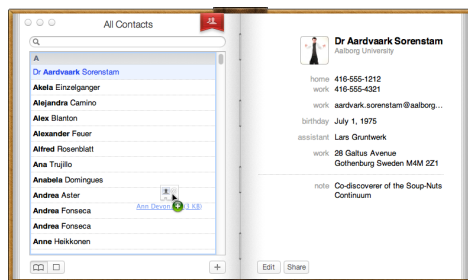 All Contacts
A
Dr Aardvaark Sorenstam
Akela Einzelganger
Alejandra Camino
Alex Blanton
Alexander Feuer
Alfred Rosenblatt
Ana Trujillo
Anabela Domingues
Andrea Aster
Ann Devon (3 KB)
Andrea Fonseca
Andrea Fonseca
Anne Heikkonen
Dr Aardvaark Sorenstam
Aalborg University
home 416-555-1212
work 416-555-4321
work aardvark.sorenstam@aalborg...
birthday July 1, 1975
assistant Lars Gruntwerk
work 28 Galtus Avenue
Gothenburg Sweden M4M 2Z1
note Co-discoverer of the Soup-Nuts
Continuum
Edit Share